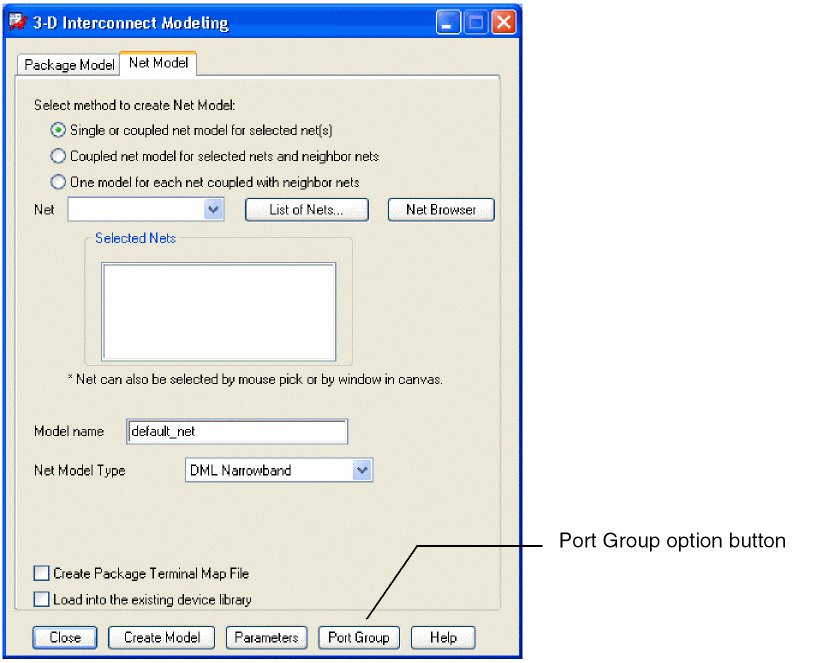 3-D Interconnect Modeling
Package Model Net Model
Select method to create Net Model:
Single or coupled net model for selected net(s)
Coupled net model for selected nets and neighbor nets
One model for each net coupled with neighbor nets
Net List of Nets... Net Browser
Selected Nets
* Net can also be selected by mouse pick or by window in canvas.
Model name default_net
Net Model Type DML Narrowband
Port Group option button
Create Package Terminal Map File
Load into the existing device library
Close Create Model Parameters Port Group Help